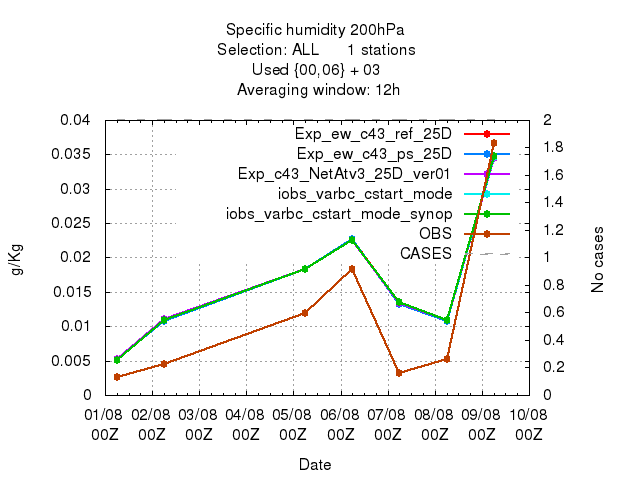 Specific humidity 200hPa
Selection: ALL 1 stations
Used {00,06} + 03
Averaging window: 12h
0.04
0.035
0.03
0.025
0.02
0.015
0.01
0.005
0
g/Kg
2
1.8
1.6
1.4
1.2
1
0.8
0.6
0.4
0.2
0
No cases
Exp_ew_c43_ref_25D
Exp_ew_c43_ps_25D
Exp_c43_NetAtv3_25D_ver01
iobs_varbc_cstart_mode
iobs_varbc_cstart_mode_synop
OBS
CASES
01/08 02/08 03/08 04/08 05/08 06/08 07/08 08/08 09/08 10/08
00Z 00Z 00Z 00Z 00Z 00Z 00Z 00Z 00Z 00Z
Date